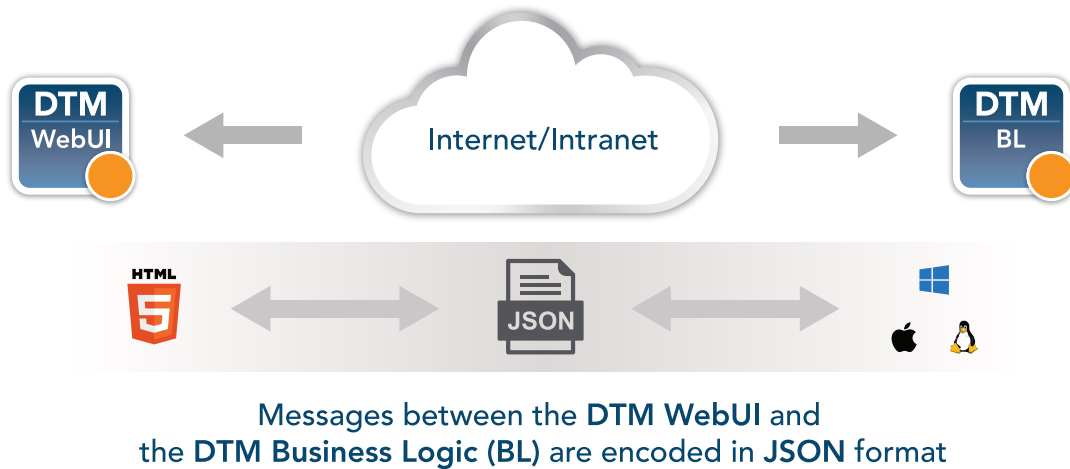 DTM
WebUI
Internet/Intranet
DTM
BL
HTML
5
JSON
Messages between the DTM WebUI and
the DTM Business Logic (BL) are encoded in JSON format